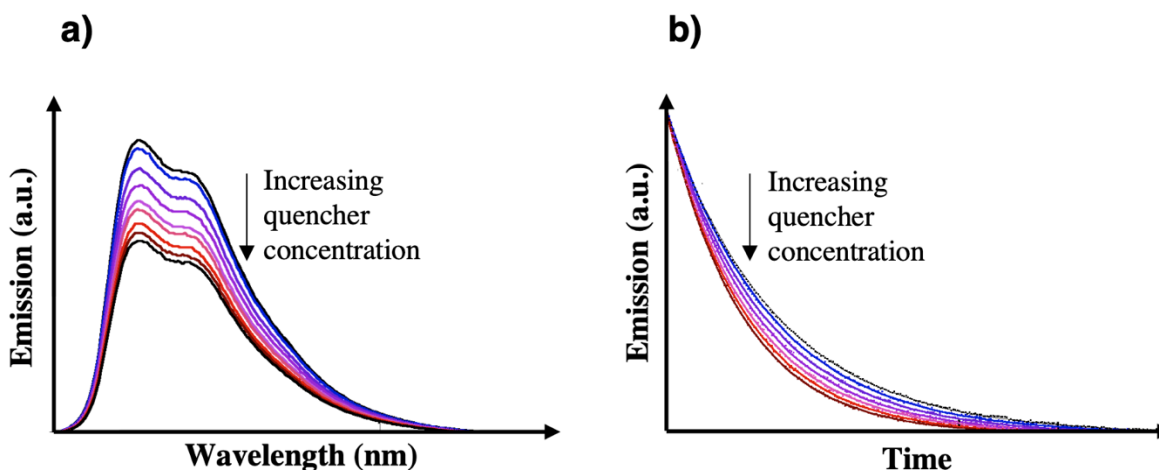 a)
Emission (a.u.)
Increasing
quencher
concentration
Wavelength (nm)
b)
Emission (a.u.)
Increasing
quencher
concentration
Time